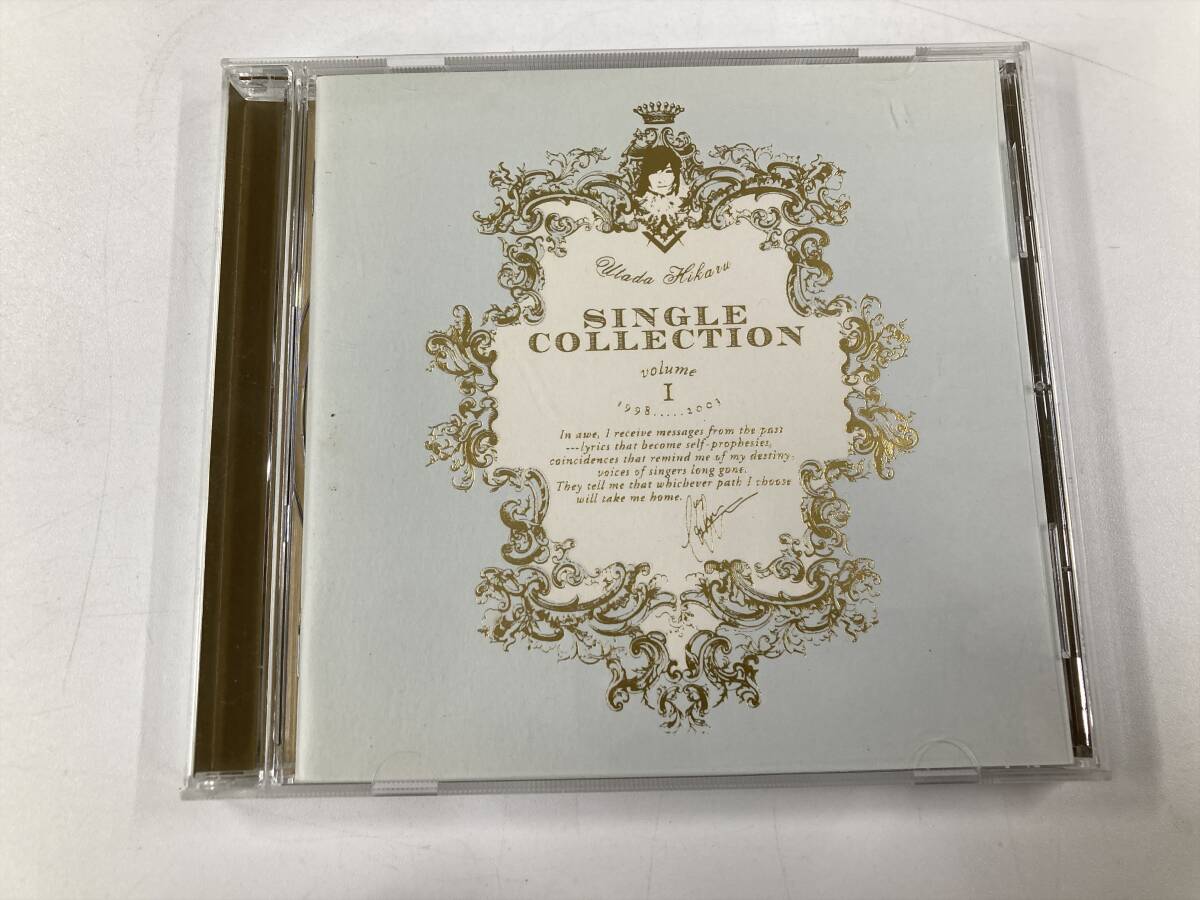 Utada Hikaru
SINGLE
COLLECTION
volume
I
1998.....2003
In awe, I receive messages from the past
---lyrics that become self-prophesies,
coincidences that remind me of my destiny,
voices of singers long gone.
They tell me that whichever path I choose
will take me home.